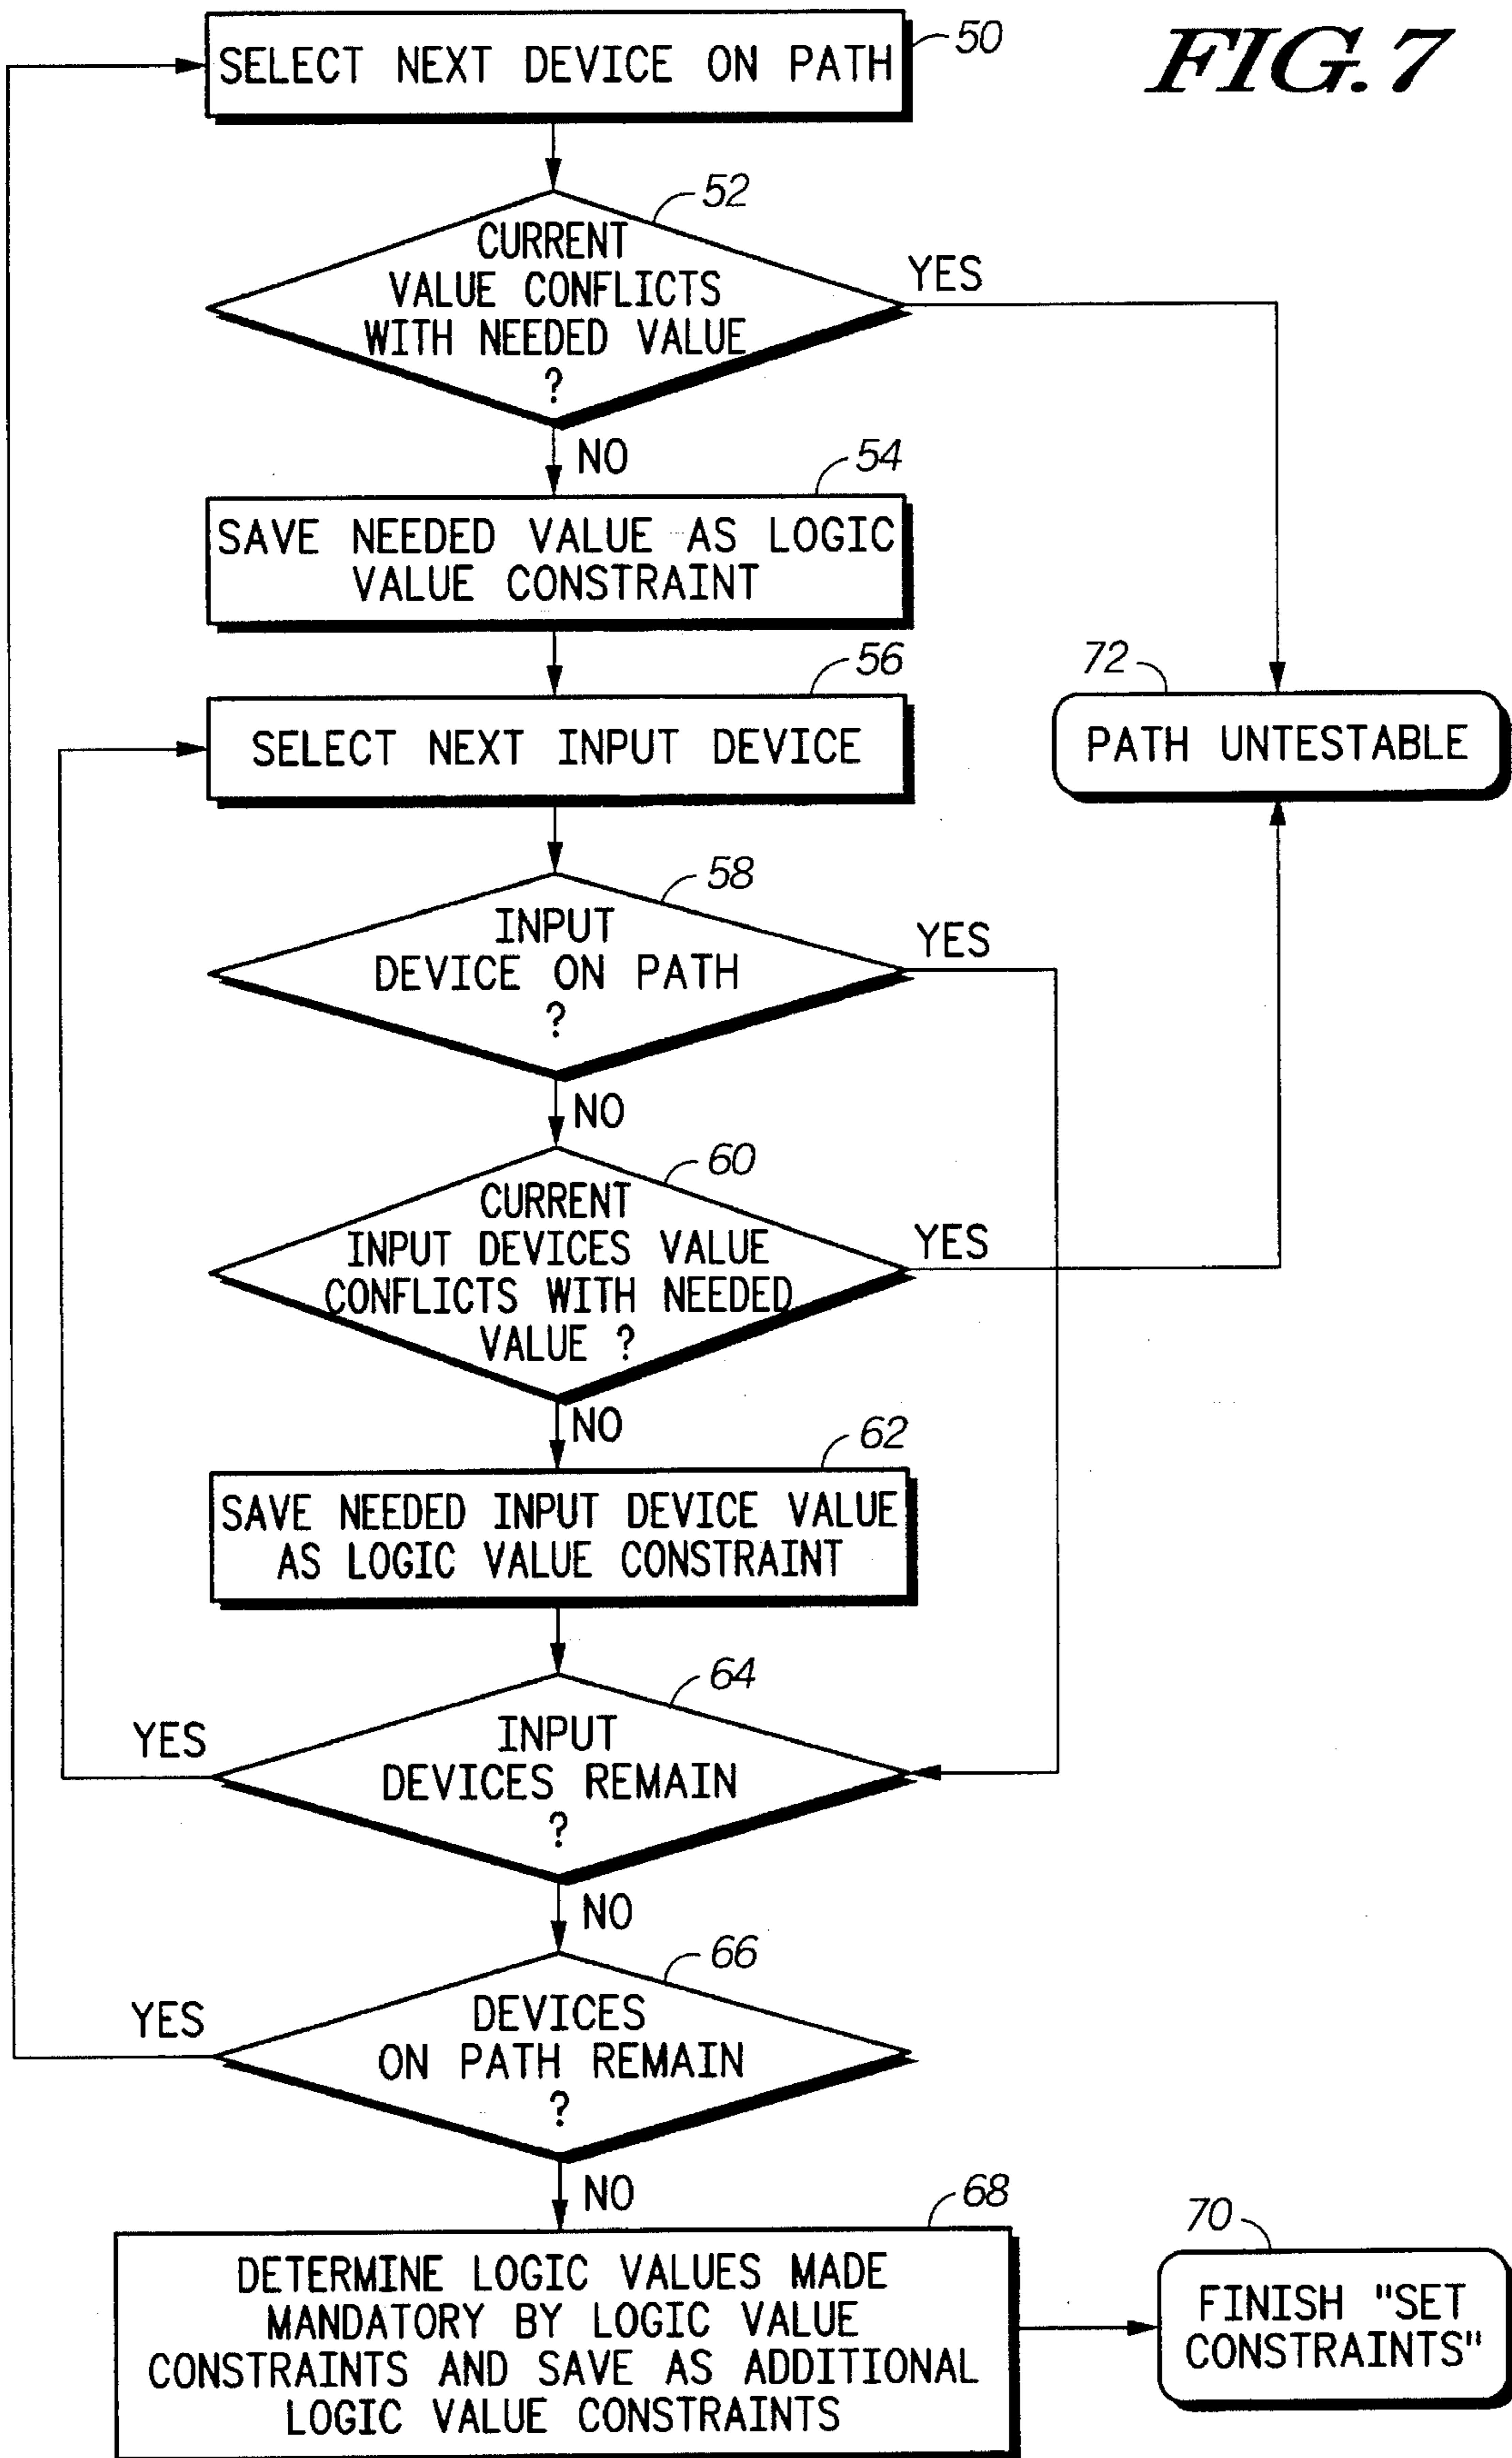 FIG. 7
SELECT NEXT DEVICE ON PATH
50
52
CURRENT
VALUE CONFLICTS
WITH NEEDED VALUE
?
YES
NO
54
SAVE NEEDED VALUE AS LOGIC
VALUE CONSTRAINT
56
SELECT NEXT INPUT DEVICE
72
PATH UNTESTABLE
58
INPUT
DEVICE ON PATH
?
YES
NO
60
CURRENT
INPUT DEVICES VALUE
CONFLICTS WITH NEEDED
VALUE ?
YES
NO
62
SAVE NEEDED INPUT DEVICE VALUE
AS LOGIC VALUE CONSTRAINT
64
INPUT
DEVICES REMAIN
?
YES
NO
66
DEVICES
ON PATH REMAIN
?
YES
NO
68
DETERMINE LOGIC VALUES MADE
MANDATORY BY LOGIC VALUE
CONSTRAINTS AND SAVE AS ADDITIONAL
LOGIC VALUE CONSTRAINTS
70
FINISH "SET
CONSTRAINTS"